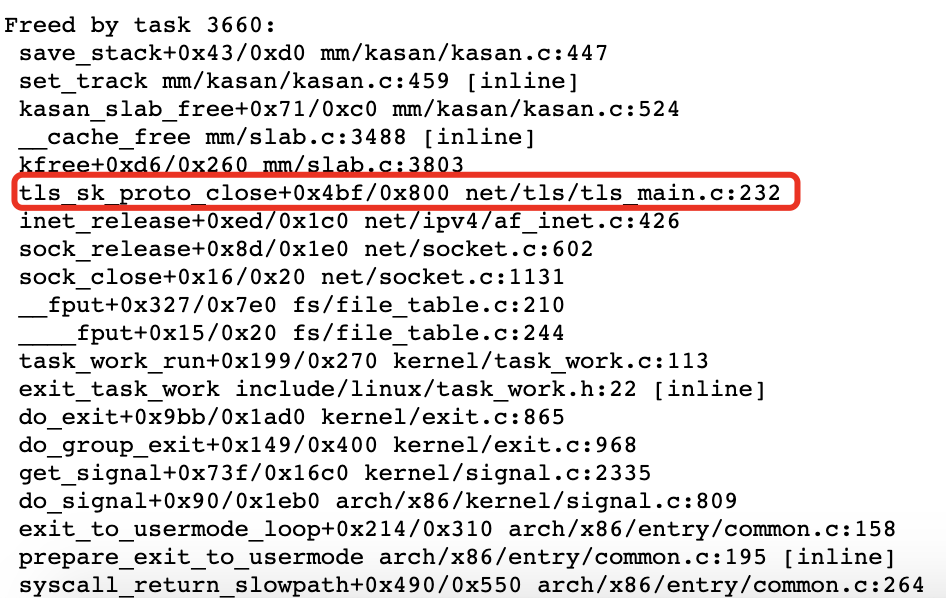 Freed by task 3660:
save_stack+0x43/0xd0 mm/kasan/kasan.c:447
set_track mm/kasan/kasan.c:459 [inline]
kasan_slab_free+0x71/0xc0 mm/kasan/kasan.c:524
__cache_free mm/slab.c:3488 [inline]
kfree+0xd6/0x260 mm/slab.c:3803
tls_sk_proto_close+0x4bf/0x800 net/tls/tls_main.c:232
inet_release+0xed/0x1c0 net/ipv4/af_inet.c:426
sock_release+0x8d/0x1e0 net/socket.c:602
sock_close+0x16/0x20 net/socket.c:1131
__fput+0x327/0x7e0 fs/file_table.c:210
____fput+0x15/0x20 fs/file_table.c:244
task_work_run+0x199/0x270 kernel/task_work.c:113
exit_task_work include/linux/task_work.h:22 [inline]
do_exit+0x9bb/0x1ad0 kernel/exit.c:865
do_group_exit+0x149/0x400 kernel/exit.c:968
get_signal+0x73f/0x16c0 kernel/signal.c:2335
do_signal+0x90/0x1eb0 arch/x86/kernel/signal.c:809
exit_to_usermode_loop+0x214/0x310 arch/x86/entry/common.c:158
prepare_exit_to_usermode arch/x86/entry/common.c:195 [inline]
syscall_return_slowpath+0x490/0x550 arch/x86/entry/common.c:264